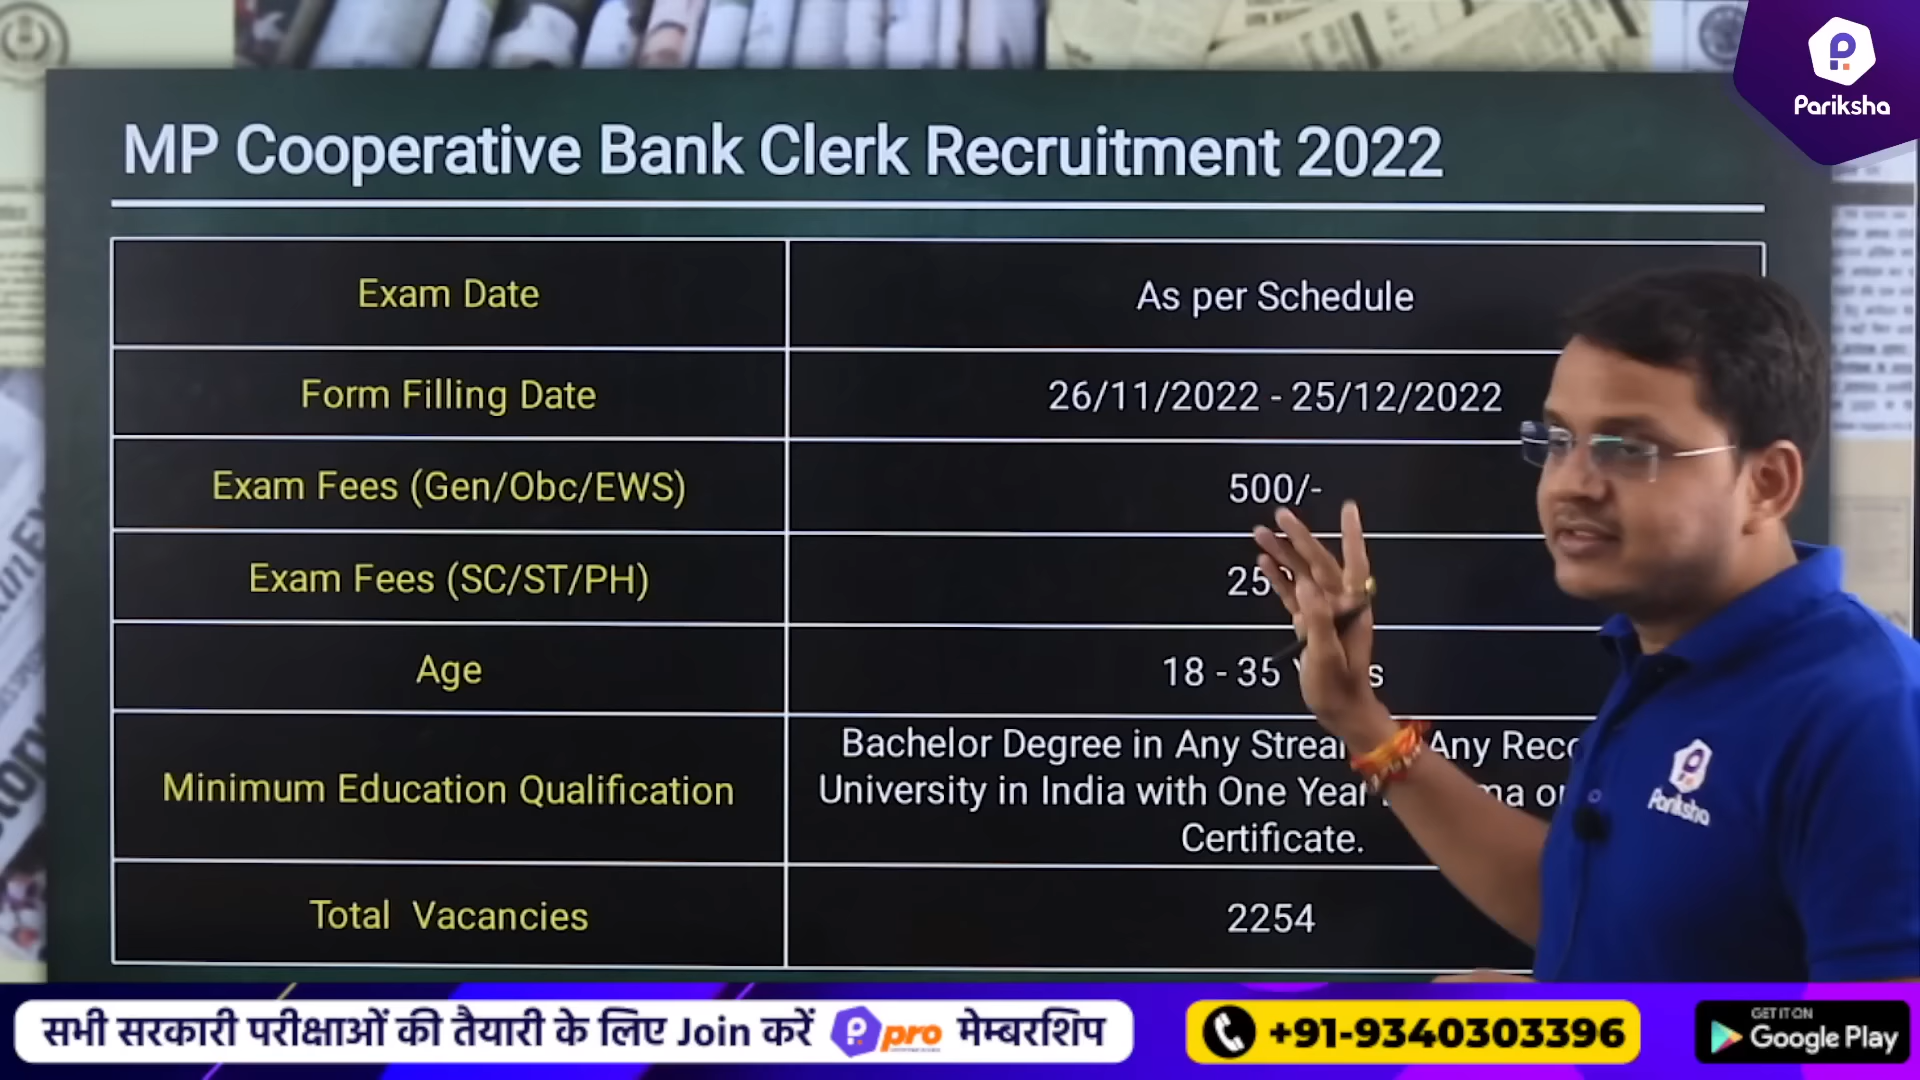 Pariksha
MP Cooperative Bank Clerk Recruitment 2022
Exam Date
As per Schedule
Form Filling Date
26/11/2022 - 25/12/2022
Exam Fees (Gen/Obc/EWS)
500/-
Exam Fees (SC/ST/PH)
Age
18 - 35
Minimum Education Qualification
Bachelor Degree in Any Any
University in India with One Year
Certificate.
Total Vacancies
2254
Pariksha
सभी सरकारी परीक्षाओं की तैयारी के लिए Join करें pro मेम्बरशिप
+91-9340303396
GET IT ON
Google Play